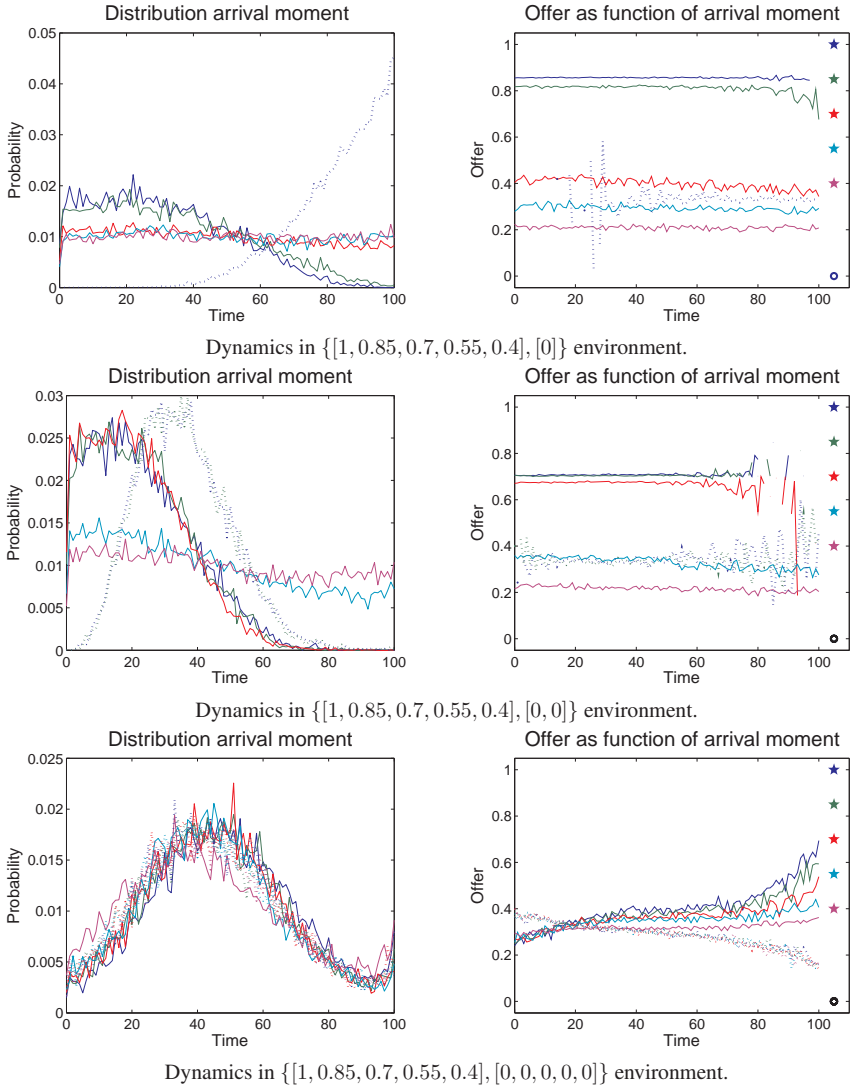 Distribution arrival moment
Offer as function of arrival moment
0.05
0.04
0.03
0.02
0.01
0
Probability
0 20 40 60 80 100
Time
1
0.8
0.6
0.4
0.2
0
Offer
0 20 40 60 80 100
Time
Dynamics in {[1, 0.85, 0.7, 0.55, 0.4], [0]} environment.
Distribution arrival moment
Offer as function of arrival moment
0.03
0.025
0.02
0.015
0.01
0.005
0
Probability
0 20 40 60 80 100
Time
1
0.8
0.6
0.4
0.2
0
Offer
0 20 40 60 80 100
Time
Dynamics in {[1, 0.85, 0.7, 0.55, 0.4], [0, 0]} environment.
Distribution arrival moment
Offer as function of arrival moment
0.025
0.02
0.015
0.01
0.005
0
Probability
0 20 40 60 80 100
Time
1
0.8
0.6
0.4
0.2
0
Offer
0 20 40 60 80 100
Time
Dynamics in {[1, 0.85, 0.7, 0.55, 0.4], [0, 0, 0, 0, 0]} environment.